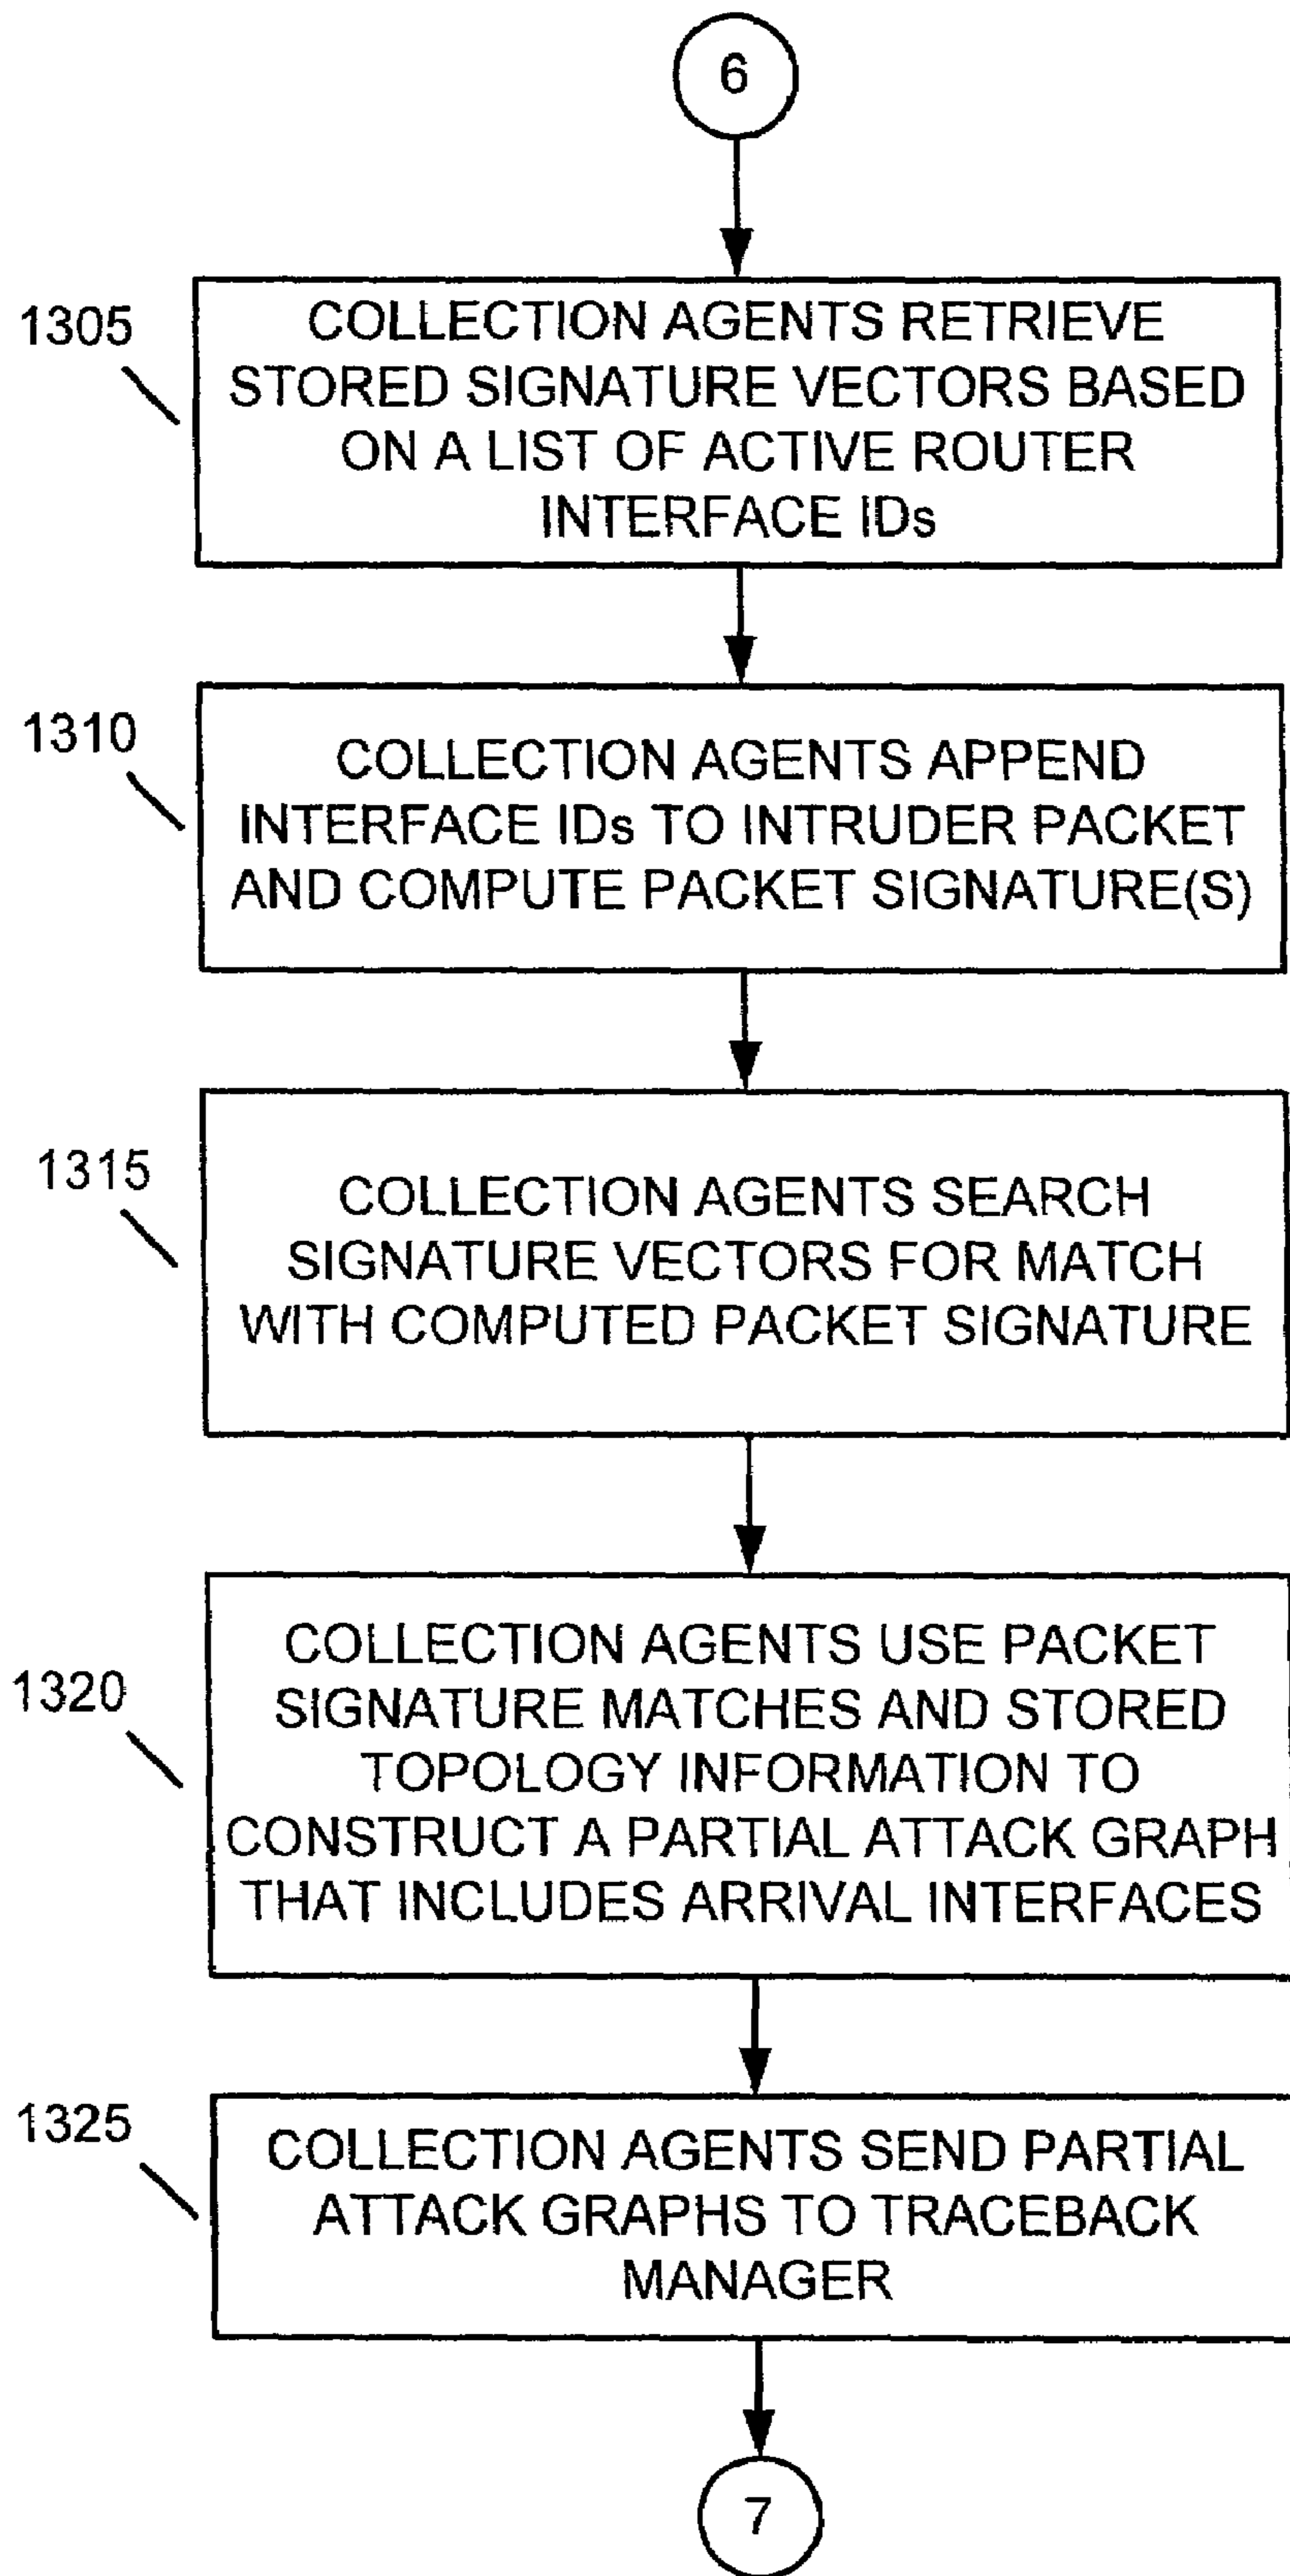 6
1305
COLLECTION AGENTS RETRIEVE
STORED SIGNATURE VECTORS BASED
ON A LIST OF ACTIVE ROUTER
INTERFACE IDs
1310
COLLECTION AGENTS APPEND
INTERFACE IDs TO INTRUDER PACKET
AND COMPUTE PACKET SIGNATURE(S)
1315
COLLECTION AGENTS SEARCH
SIGNATURE VECTORS FOR MATCH
WITH COMPUTED PACKET SIGNATURE
1320
COLLECTION AGENTS USE PACKET
SIGNATURE MATCHES AND STORED
TOPOLOGY INFORMATION TO
CONSTRUCT A PARTIAL ATTACK GRAPH
THAT INCLUDES ARRIVAL INTERFACES
1325
COLLECTION AGENTS SEND PARTIAL
ATTACK GRAPHS TO TRACEBACK
MANAGER
7